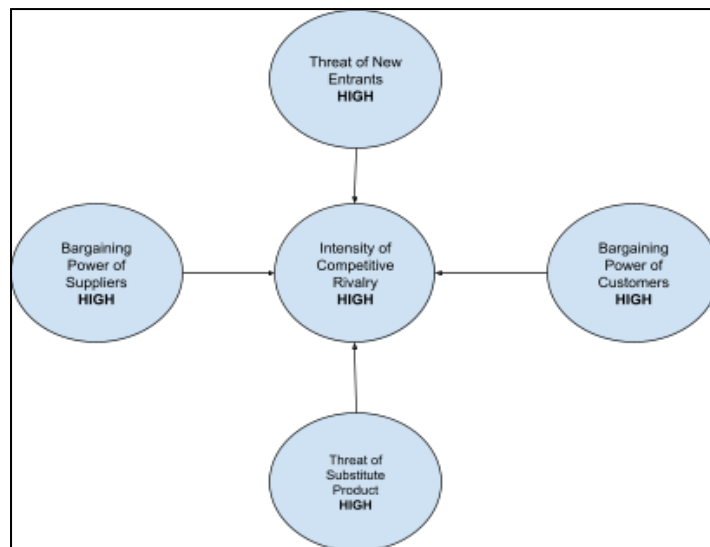 Threat of New
Entrants
HIGH
Bargaining
Power of
Suppliers
HIGH
Intensity of
Competitive
Rivalry
HIGH
Bargaining
Power of
Customers
HIGH
Threat of
Substitute
Product
HIGH